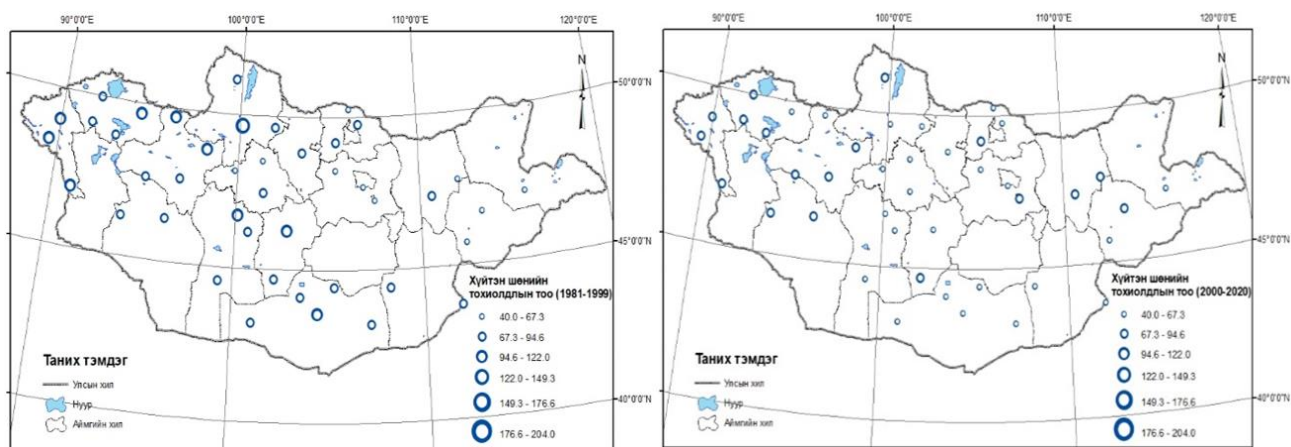 90°0'0"E 100°0'0"E 110°0'0"E 120°0'0"E
N
50°0'0"N
45°0'0"N
40°0'0"N
Хүйтэн шөнийн
тохиолдлын тоо (1981-1999)
40.0 - 67.3
67.3 - 94.6
94.6 - 122.0
122.0 - 149.3
149.3 - 176.6
176.6 - 204.0
Таних тэмдэг
Улсын хил
Нуур
Аймгийн хил
90°0'0"E 100°0'0"E 110°0'0"E 120°0'0"E
N
50°0'0"N
45°0'0"N
40°0'0"N
Хүйтэн шөнийн
тохиолдлын тоо (2000-2020)
40.0 - 67.3
67.3 - 94.6
94.6 - 122.0
122.0 - 149.3
149.3 - 176.6
176.6 - 204.0
Таних тэмдэг
Улсын хил
Нуур
Аймгийн хил